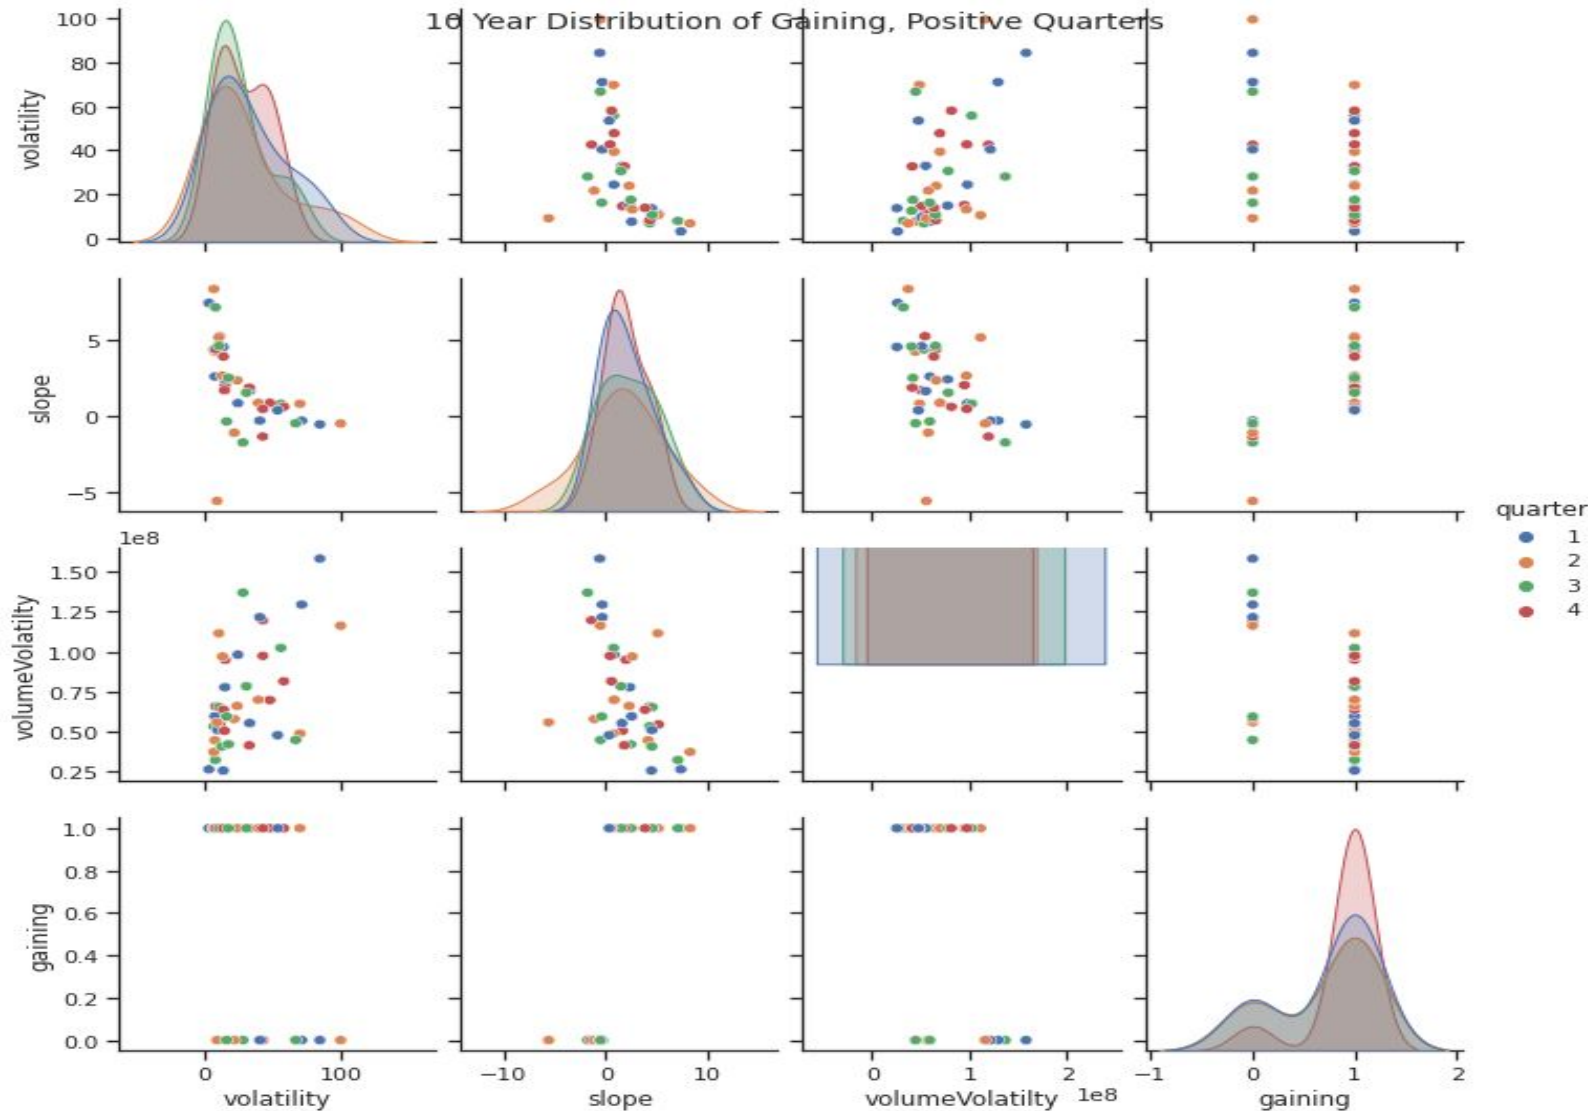 10 Year Distribution of Gaining, Positive Quarters
100
80
60
40
20
0
volatility
5
0
−5
slope
1e8
1.50
1.25
1.00
0.75
0.50
0.25
volumeVolatilty
1.0
0.8
0.6
0.4
0.2
0.0
gaining
0 100
volatility
−10 0 10
slope
0 2
1e8
volumeVolatilty
−1 0 1 2
gaining
quarter
1
2
3
4